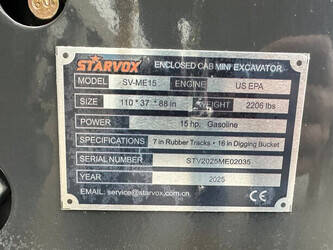 STARVOX ENCLOSED CAB MINI EXCAVATOR
MODEL SV-ME15 ENGINE US EPA
SIZE 110*37*88 in WEIGHT 2206 lbs
POWER 15 hp, Gasoline
SPECIFICATIONS 7 in Rubber Tracks • 16 in Digging Bucket
SERIAL NUMBER STV2025ME02035
YEAR 2025
EMAIL. service@starvox.com.cn CE